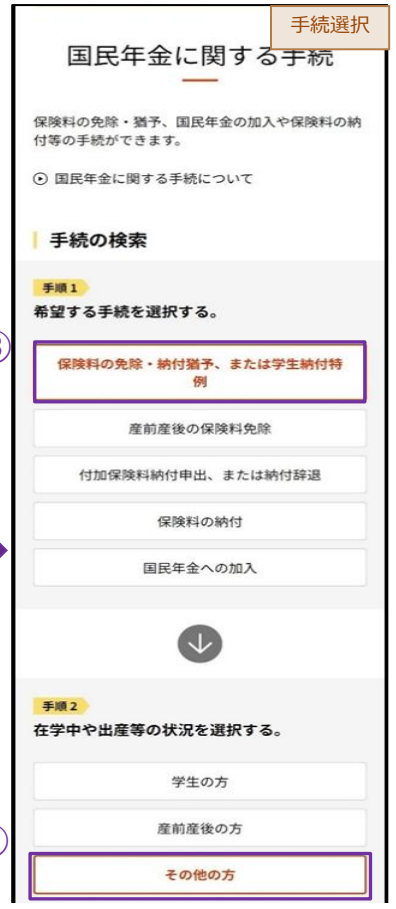 手続選択
国民年金に関する手続
保険料の免除・猶予、国民年金の加入や保険料の納
付等の手続ができます。
国民年金に関する手続について
手続の検索
手順1
希望する手続を選択する。
保険料の免除・納付猶予、または学生納付特
例
産前産後の保険料免除
付加保険料納付申出、または納付辞退
保険料の納付
国民年金への加入
手順2
在学中や出産等の状況を選択する。
学生の方
産前産後の方
その他の方